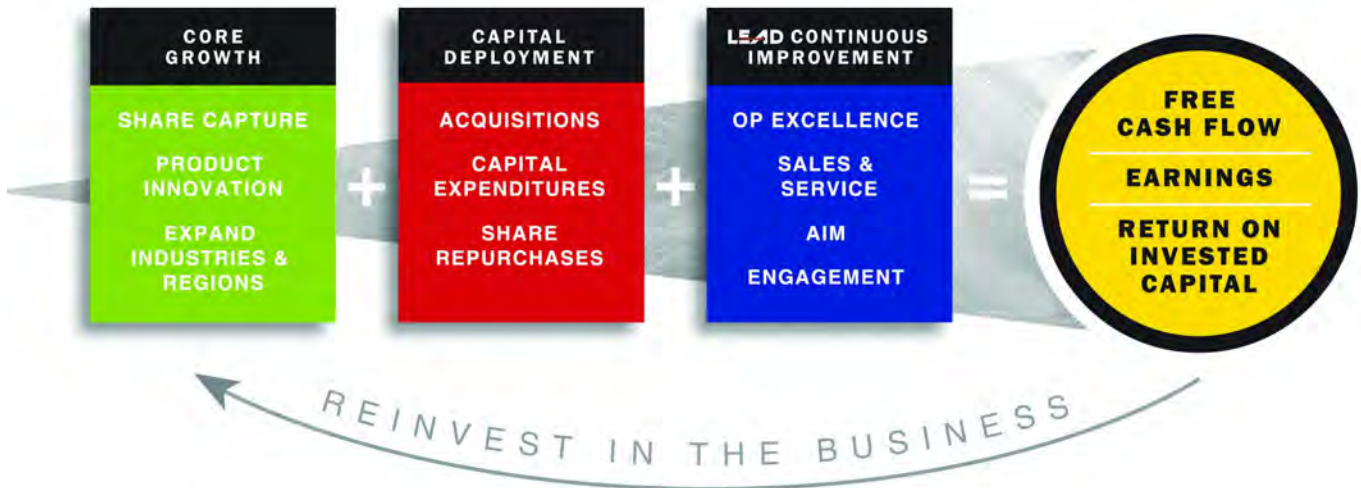 CORE
GROWTH
SHARE CAPTURE
PRODUCT
INNOVATION
EXPAND
INDUSTRIES &
REGIONS
+
CAPITAL
DEPLOYMENT
ACQUISITIONS
CAPITAL
EXPENDITURES
SHARE
REPURCHASES
+
LEAD CONTINUOUS
IMPROVEMENT
OP EXCELLENCE
SALES &
SERVICE
AIM
ENGAGEMENT
=
FREE
CASH FLOW
EARNINGS
RETURN ON
INVESTED
CAPITAL
REINVEST IN THE BUSINESS